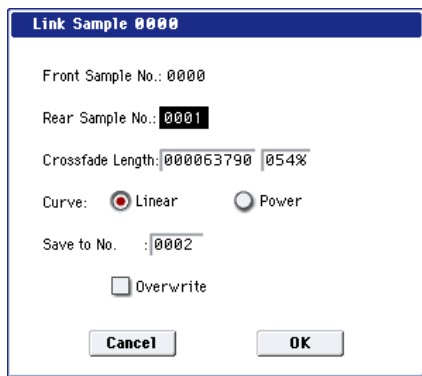 Link Sample 0000
Front Sample No.: 0000
Rear Sample No.: 0001
Crossfade Length: 000063790 054%
Curve: Linear Power
Save to No. : 0002
Overwrite
Cancel OK